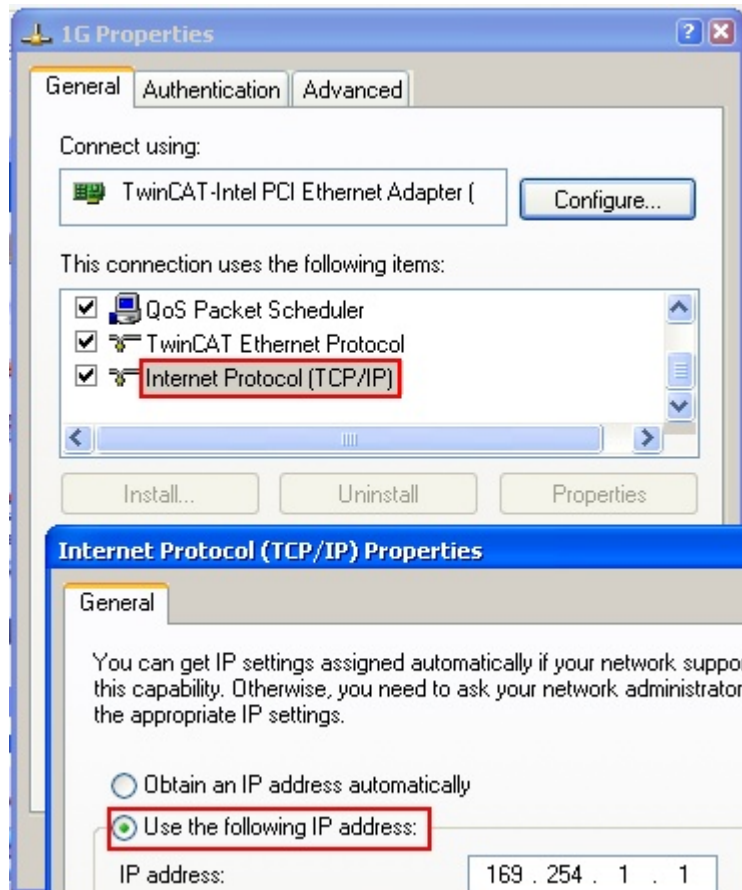 1G Properties
General Authentication Advanced
Connect using:
TwinCAT-Intel PCI Ethernet Adapter (
Configure...
This connection uses the following items:
QoS Packet Scheduler
TwinCAT Ethernet Protocol
Internet Protocol (TCP/IP)
Install... Uninstall Properties
Internet Protocol (TCP/IP) Properties
General
You can get IP settings assigned automatically if your network suppo
this capability. Otherwise, you need to ask your network administrator
the appropriate IP settings.
Obtain an IP address automatically
Use the following IP address:
IP address: 169 . 254 . 1 . 1